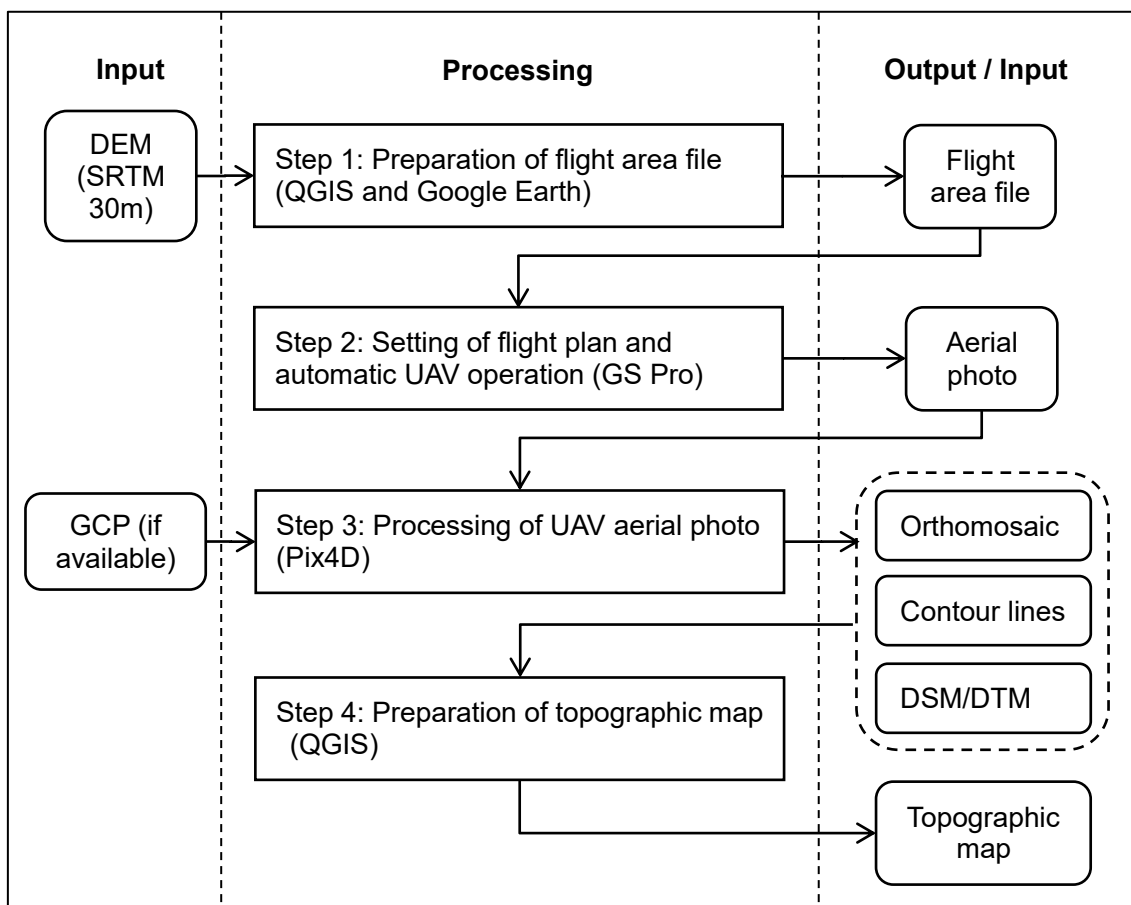 Input
Processing
Output / Input
DEM
(SRTM
30m)
Step 1: Preparation of flight area file
(QGIS and Google Earth)
Flight
area file
Step 2: Setting of flight plan and
automatic UAV operation (GS Pro)
Aerial
photo
GCP (if
available)
Step 3: Processing of UAV aerial photo
(Pix4D)
Orthomosaic
Contour lines
DSM/DTM
Step 4: Preparation of topographic map
(QGIS)
Topographic
map